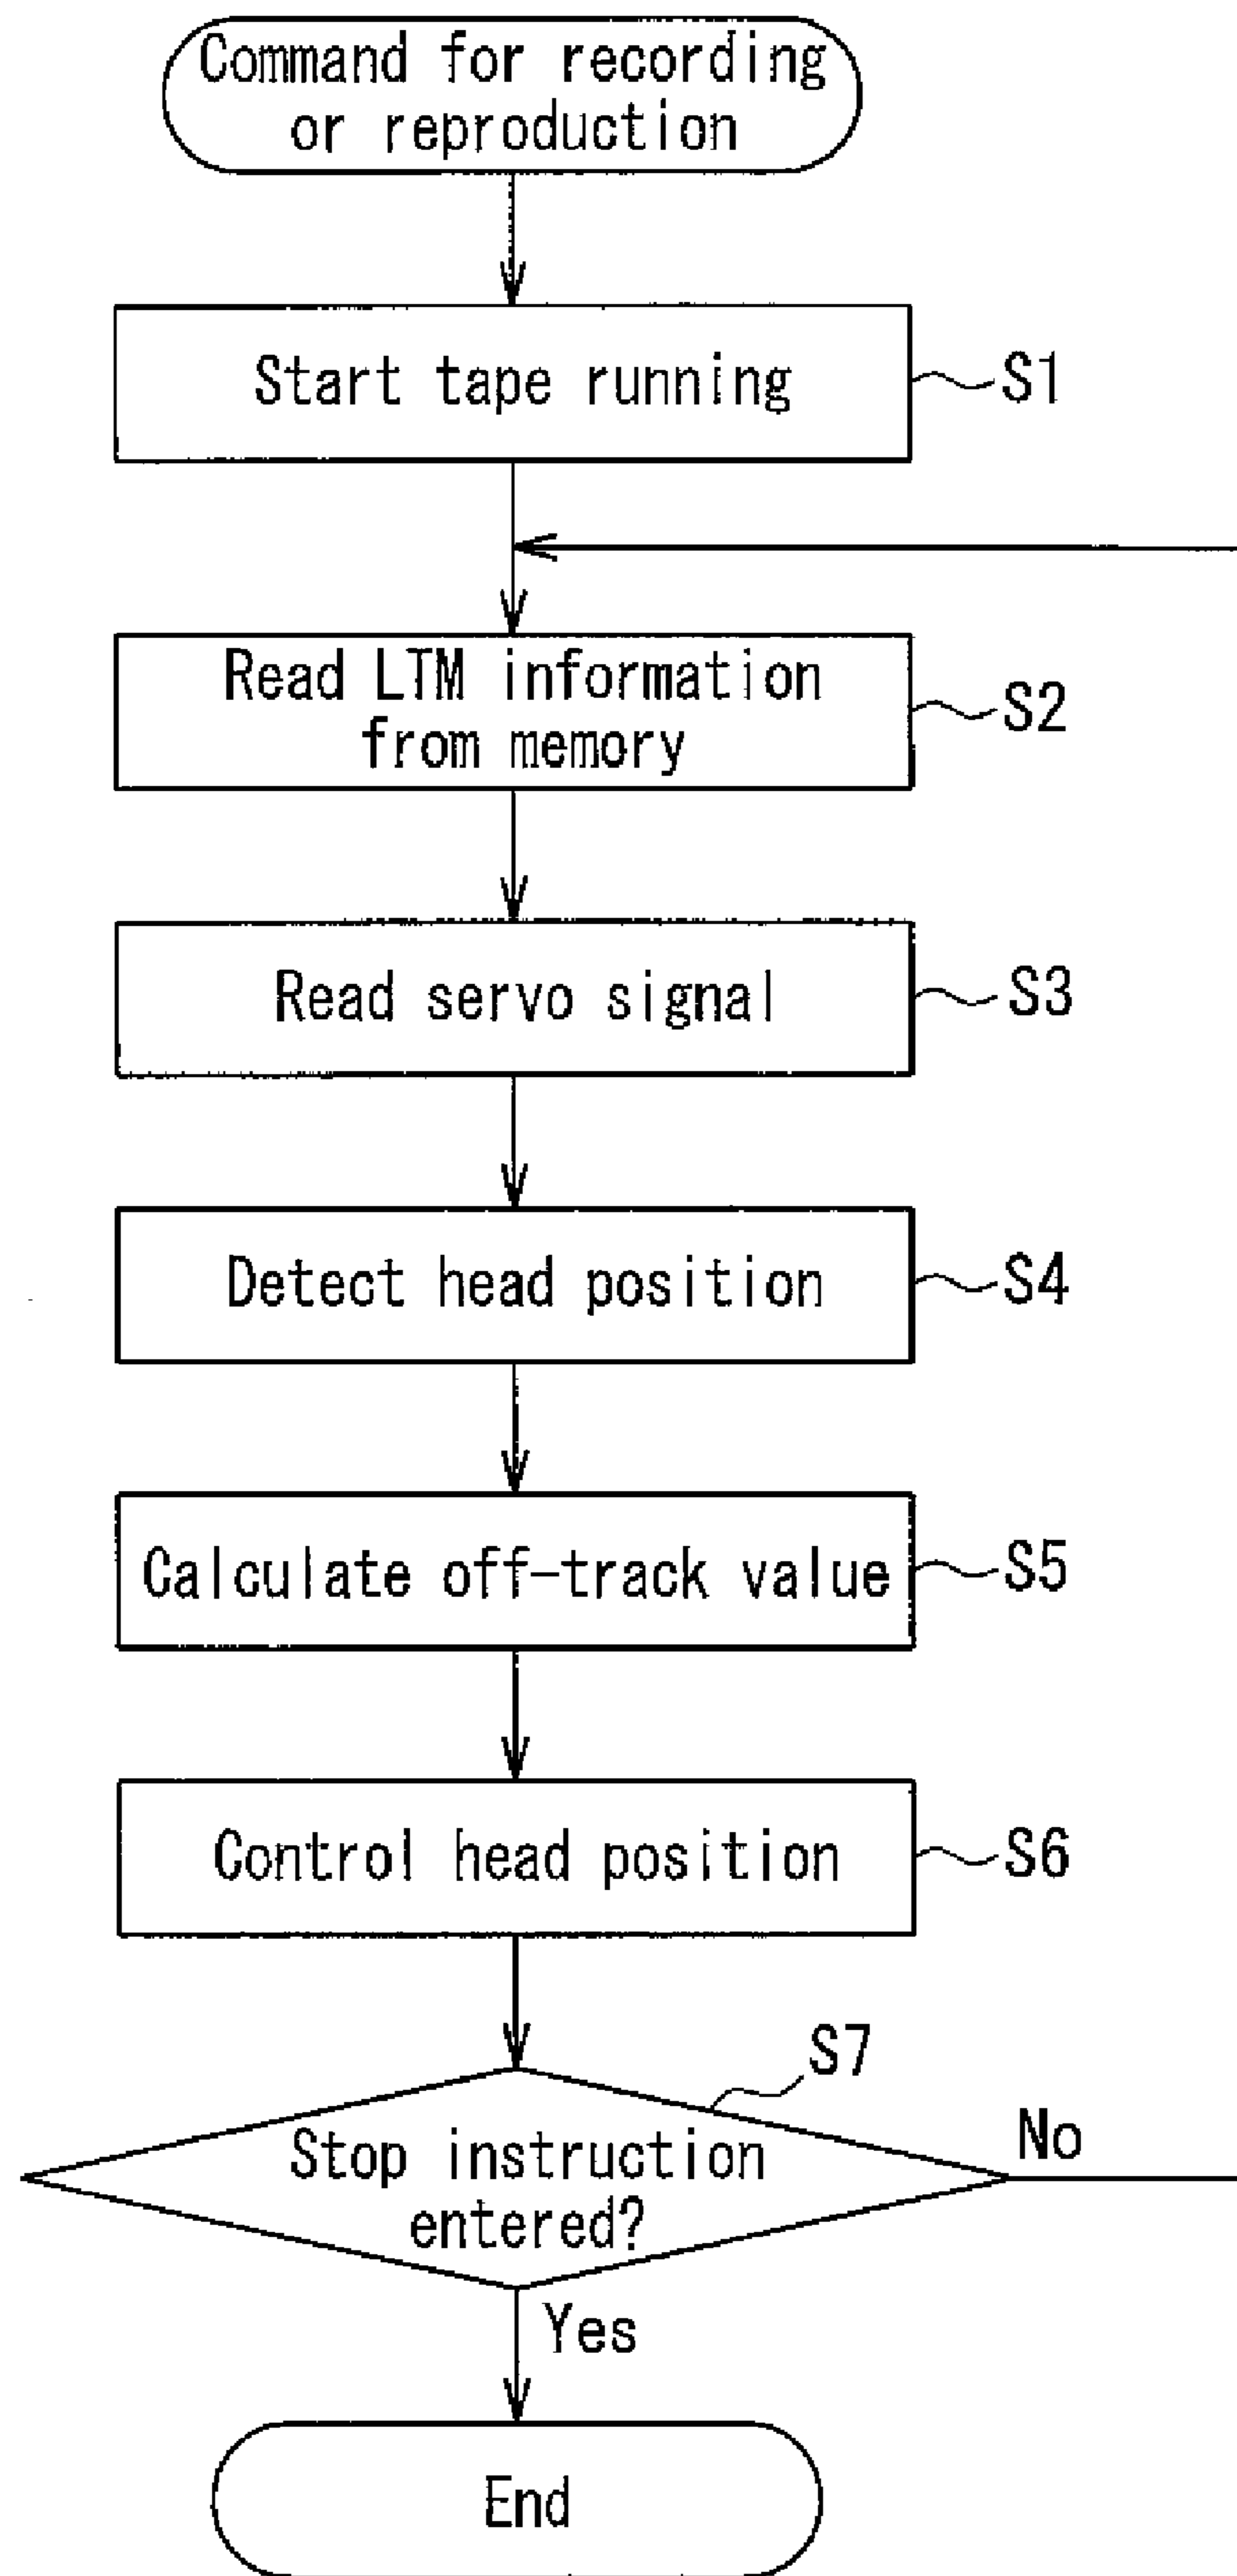 Command for recording
or reproduction
Start tape running
S1
Read LTM information
from memory
S2
Read servo signal
S3
Detect head position
S4
Calculate off-track value
S5
Control head position
S6
S7
Stop instruction
entered?
No
Yes
End